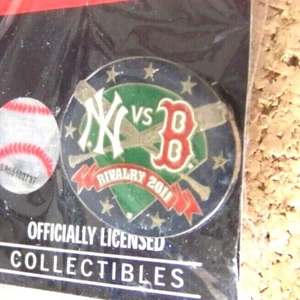 NY VS B
RIVALRY 2011
OFFICIALLY LICENSED
COLLECTIBLES